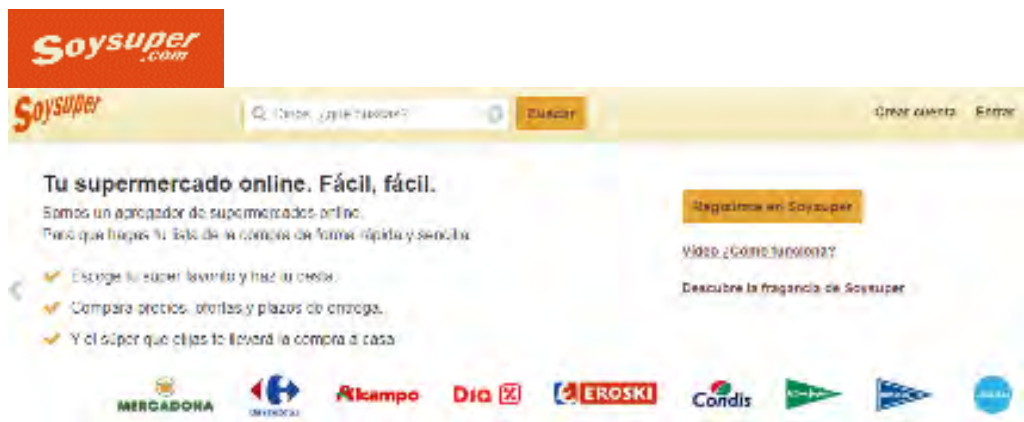 Soysuper
.com
Soysuper
Buscar
Crear cuenta Entrar
Tu supermercado online. Fácil, fácil.
Somos un agregador de supermercados online.
Para que hagas tu lista de la compra de forma rápida y sencilla.
Regístrate en Soysuper
Vídeo ¿Cómo funciona?
Escoge tu súper favorito y haz tu cesta.
Descubre la fragancia de Soysuper
Compara precios, ofertas y plazos de entrega.
Y el súper que elijas te llevará la compra a casa
MERCADONA Carrefour Alcampo Dia % EROSKI Condis